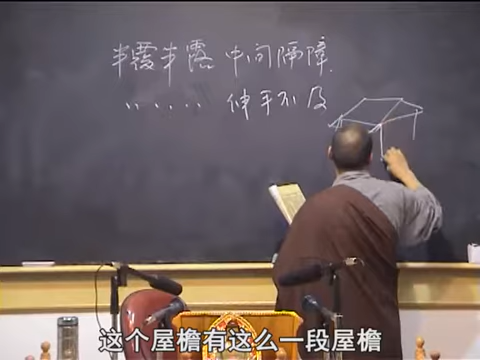 半覆半露 中间隔障.
〃 〃 〃 〃 伸手不及
这个屋檐有这么一段屋檐